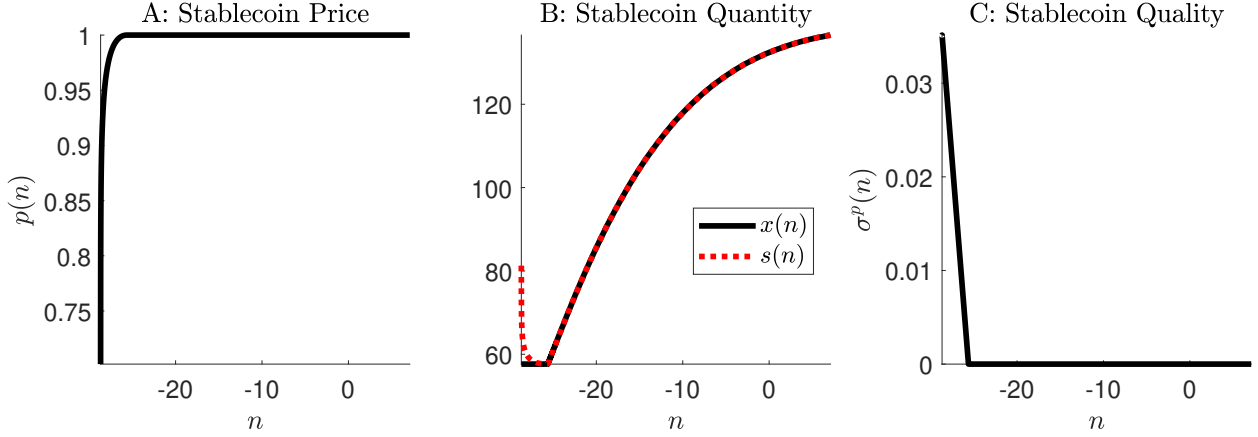 A: Stablecoin Price
1
0.95
0.9
0.85
0.8
0.75
p(n)
-20 -10 0
n
B: Stablecoin Quantity
120
100
80
60
x(n)
s(n)
-20 -10 0
n
C: Stablecoin Quality
0.03
0.02
0.01
0
σᵖ(n)
-20 -10 0
n